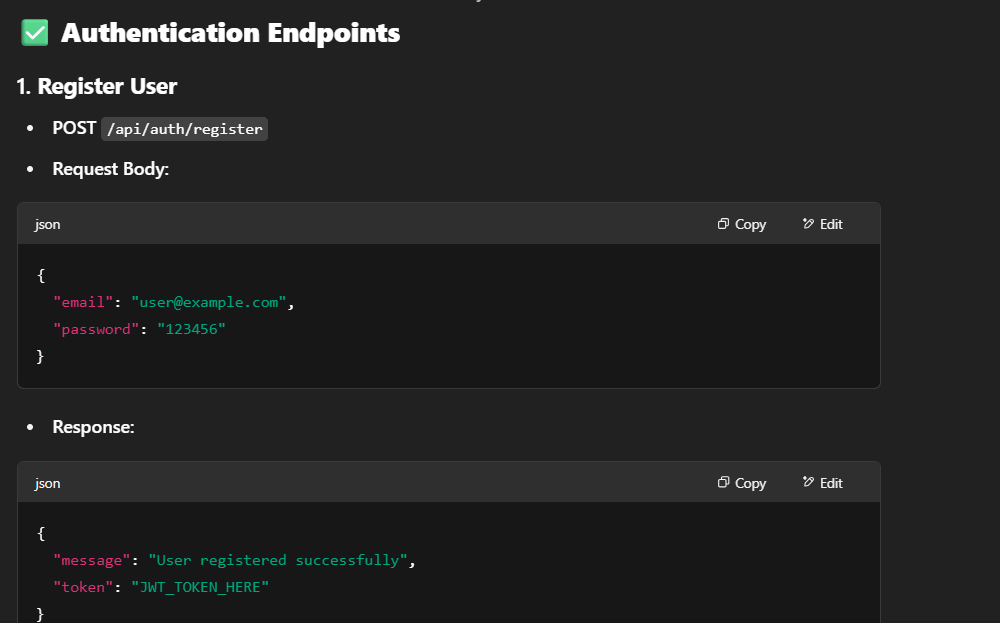 ✅ Authentication Endpoints
1. Register User
• POST /api/auth/register
• Request Body:
json Copy Edit
{
"email": "user@example.com",
"password": "123456"
}
• Response:
json Copy Edit
{
"message": "User registered successfully",
"token": "JWT_TOKEN_HERE"
}